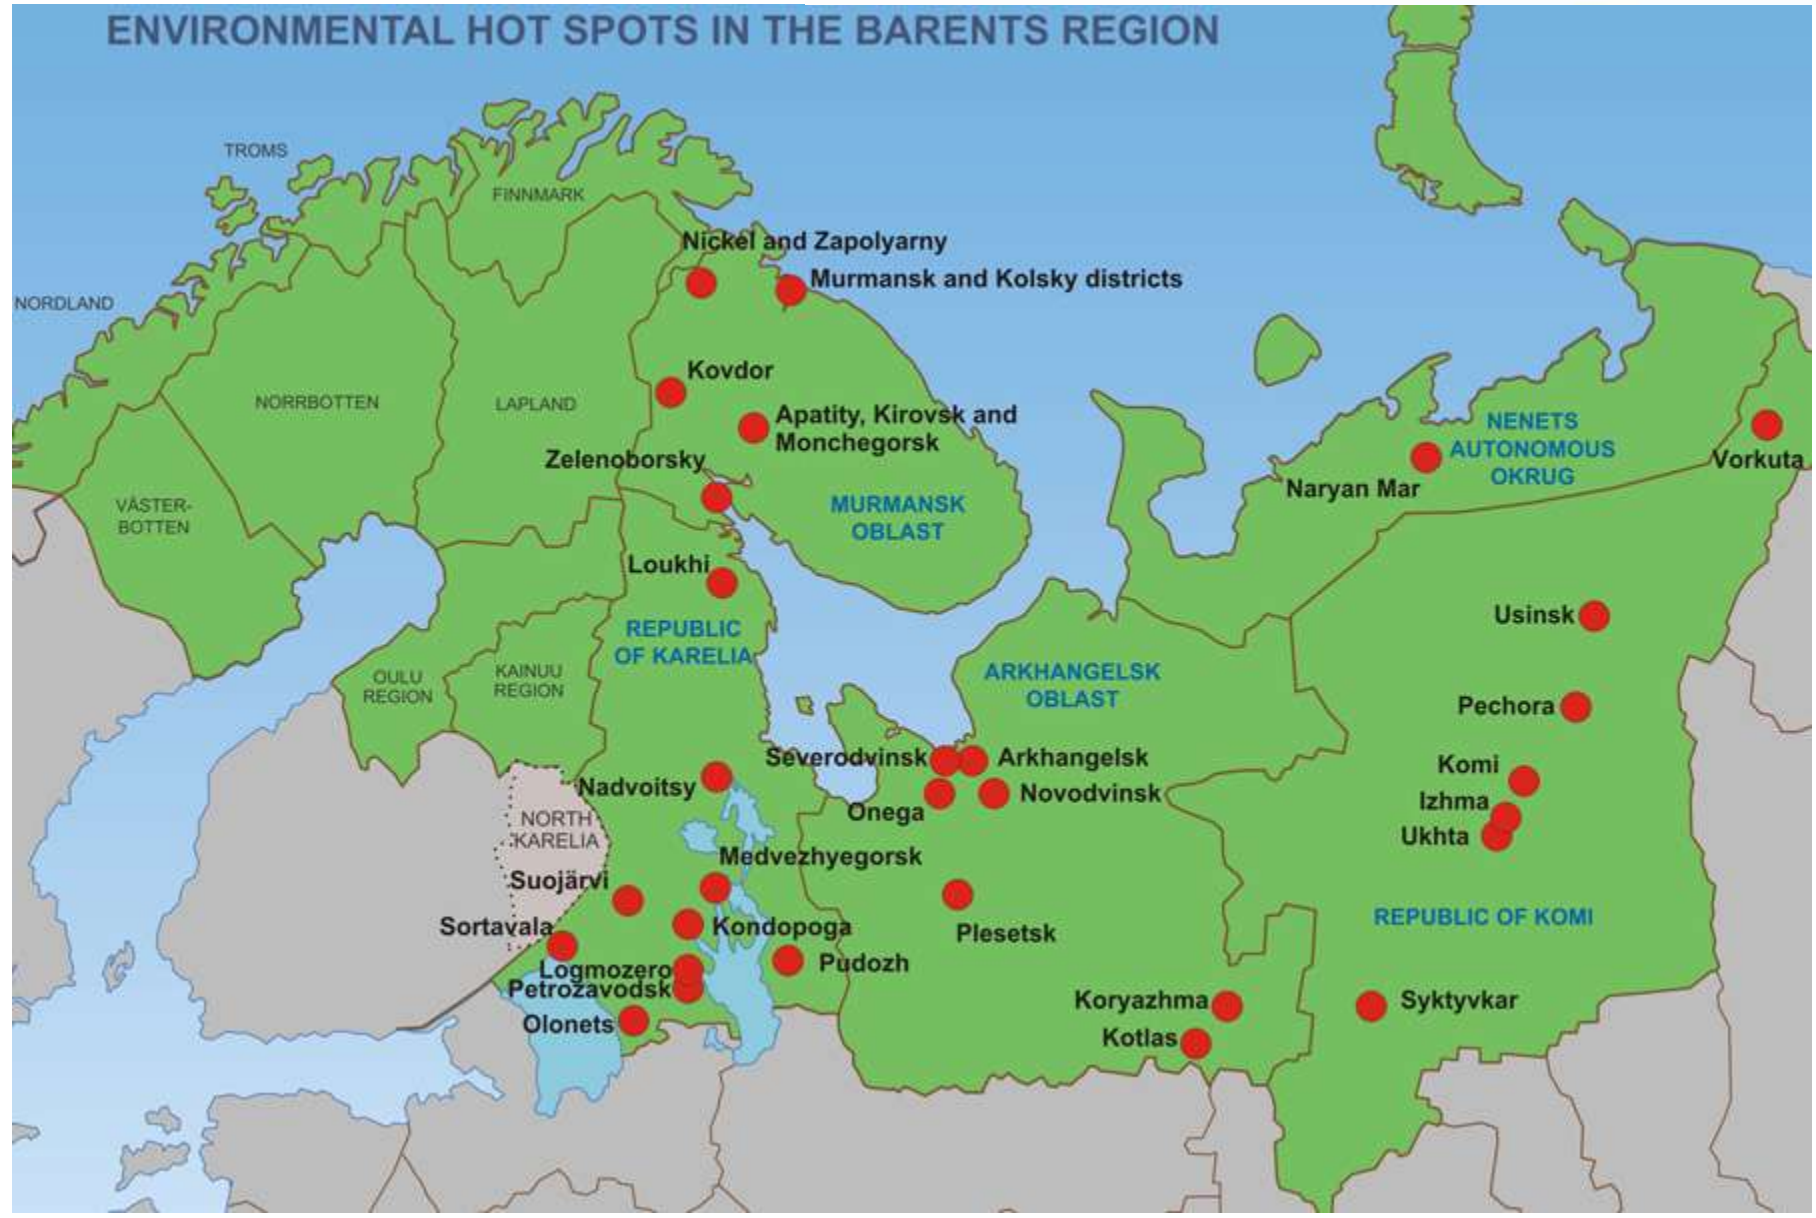 ENVIRONMENTAL HOT SPOTS IN THE BARENTS REGION
TROMS
FINNMARK
Nickel and Zapolyarny
Murmansk and Kolsky districts
NORDLAND
Kovdor
NORRBOTTEN
LAPLAND
Apatity, Kirovsk and
Monchegorsk
Zelenoborsky
NENETS
AUTONOMOUS
OKRUG
Vorkuta
Naryan Mar
VÄSTER-
BOTTEN
MURMANSK
OBLAST
Loukhi
Usinsk
REPUBLIC
OF KARELIA
OULU
REGION
KAINUU
REGION
ARKHANGELSK
OBLAST
Pechora
Severodvinsk
Arkhangelsk
Komi
Nadvoitsy
Onega
Novodvinsk
Izhma
Ukhta
NORTH
KARELIA
Medvezhyegorsk
Suojärvi
Sortavala
Kondopoga
Plesetsk
REPUBLIC OF KOMI
Logmozero
Pudozh
Petrozavodsk
Olonets
Koryazhma
Syktyvkar
Kotlas